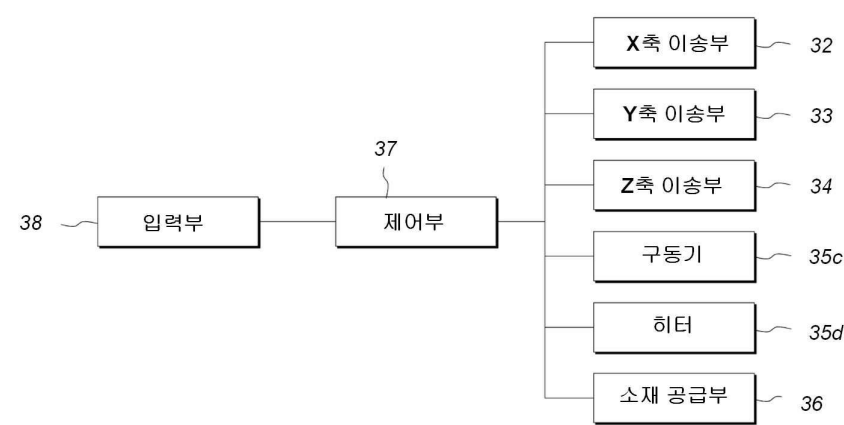 X축 이송부 32
Y축 이송부 33
37
Z축 이송부 34
38 입력부 제어부
구동기 35c
히터 35d
소재 공급부 36